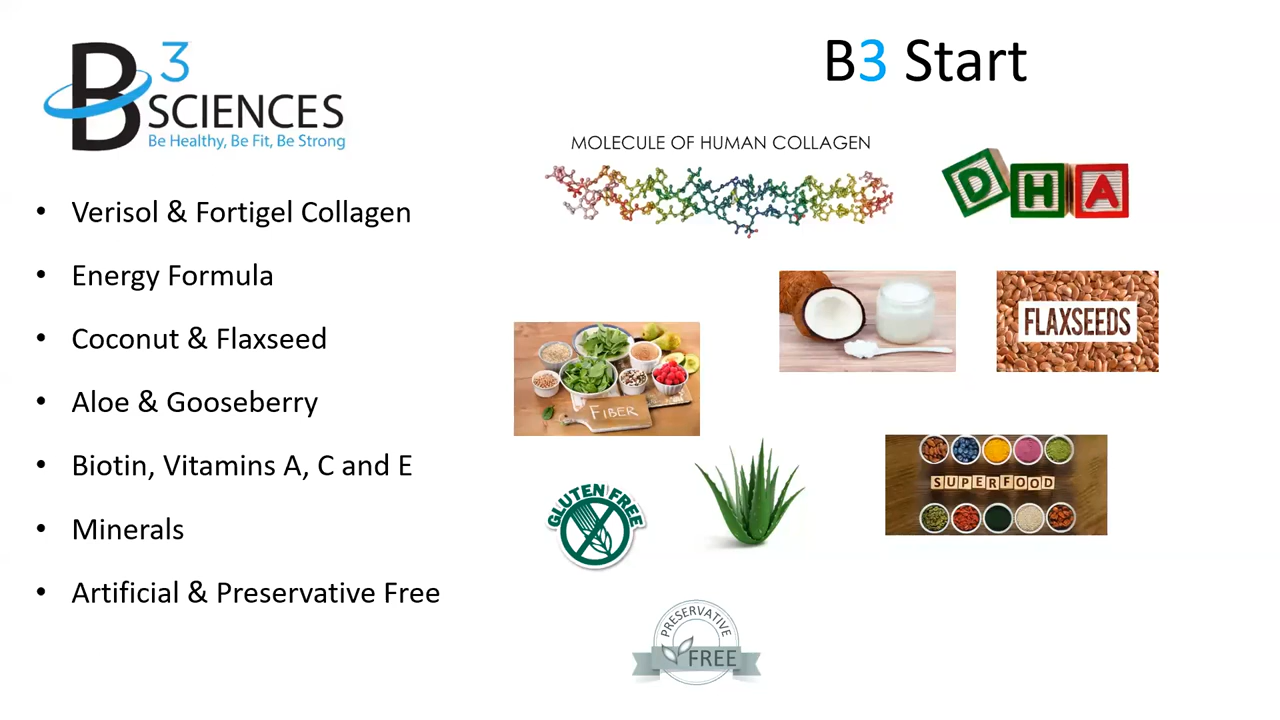 B3 SCIENCES
Be Healthy, Be Fit, Be Strong
B3 Start
• Verisol & Fortigel Collagen
• Energy Formula
• Coconut & Flaxseed
• Aloe & Gooseberry
• Biotin, Vitamins A, C and E
• Minerals
• Artificial & Preservative Free
MOLECULE OF HUMAN COLLAGEN
DHA
FLAXSEEDS
FIBER
SUPERFOOD
GLUTEN FREE
PRESERVATIVE
FREE